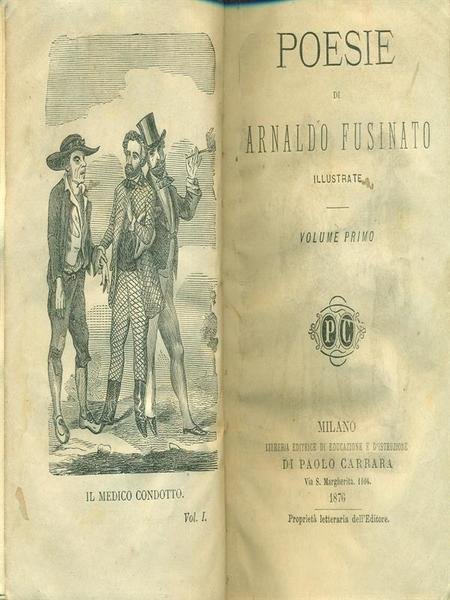 IL MEDICO CONDOTTO.
Vol. I.
POESIE
DI
ARNALDO FUSINATO
ILLUSTRATE
VOLUME PRIMO
PC
MILANO
LIBRERIA EDITRICE DI EDUCAZIONE E D'ISTRUZIONE
DI PAOLO CARRARA
Via S. Margherita. 1104.
1876
Proprietà letteraria dell'Editore.